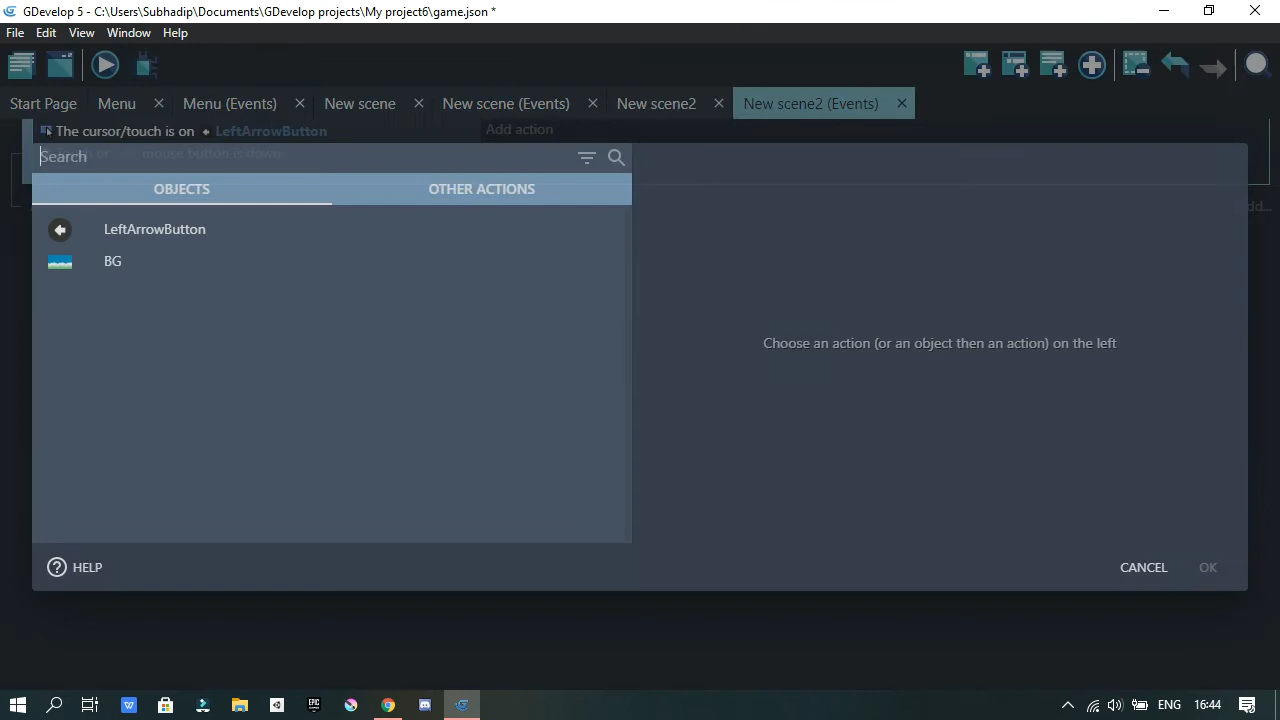 GDevelop 5 - C:\Users\Subhadip\Documents\GDevelop projects\My project6\game.json *
File Edit View Window Help
Start Page Menu × Menu (Events) × New scene × New scene (Events) × New scene2 × New scene2 (Events) ×
The cursor/touch is on LeftArrowButton Add action
mouse button is down
Search
OBJECTS OTHER ACTIONS
LeftArrowButton
BG
Choose an action (or an object then an action) on the left
? HELP CANCEL OK
EPIC ENG 16:44